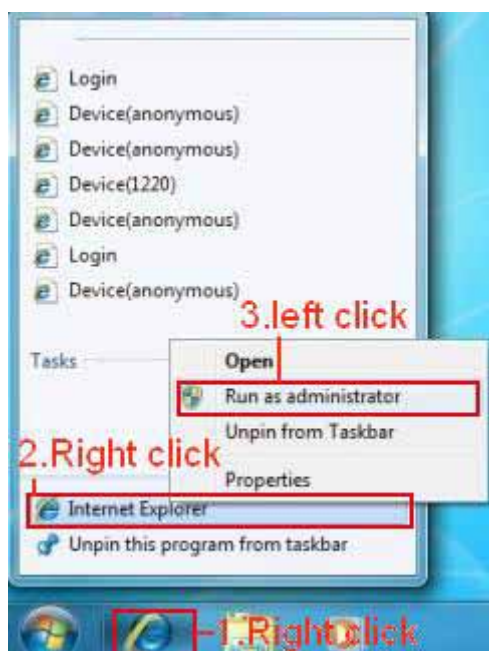 Login
Device(anonymous)
Device(anonymous)
Device(1220)
Device(anonymous)
Login
Device(anonymous)
3.left click
Tasks
Open
Run as administrator
Unpin from Taskbar
2.Right click
Properties
Internet Explorer
Unpin this program from taskbar
1.Right click